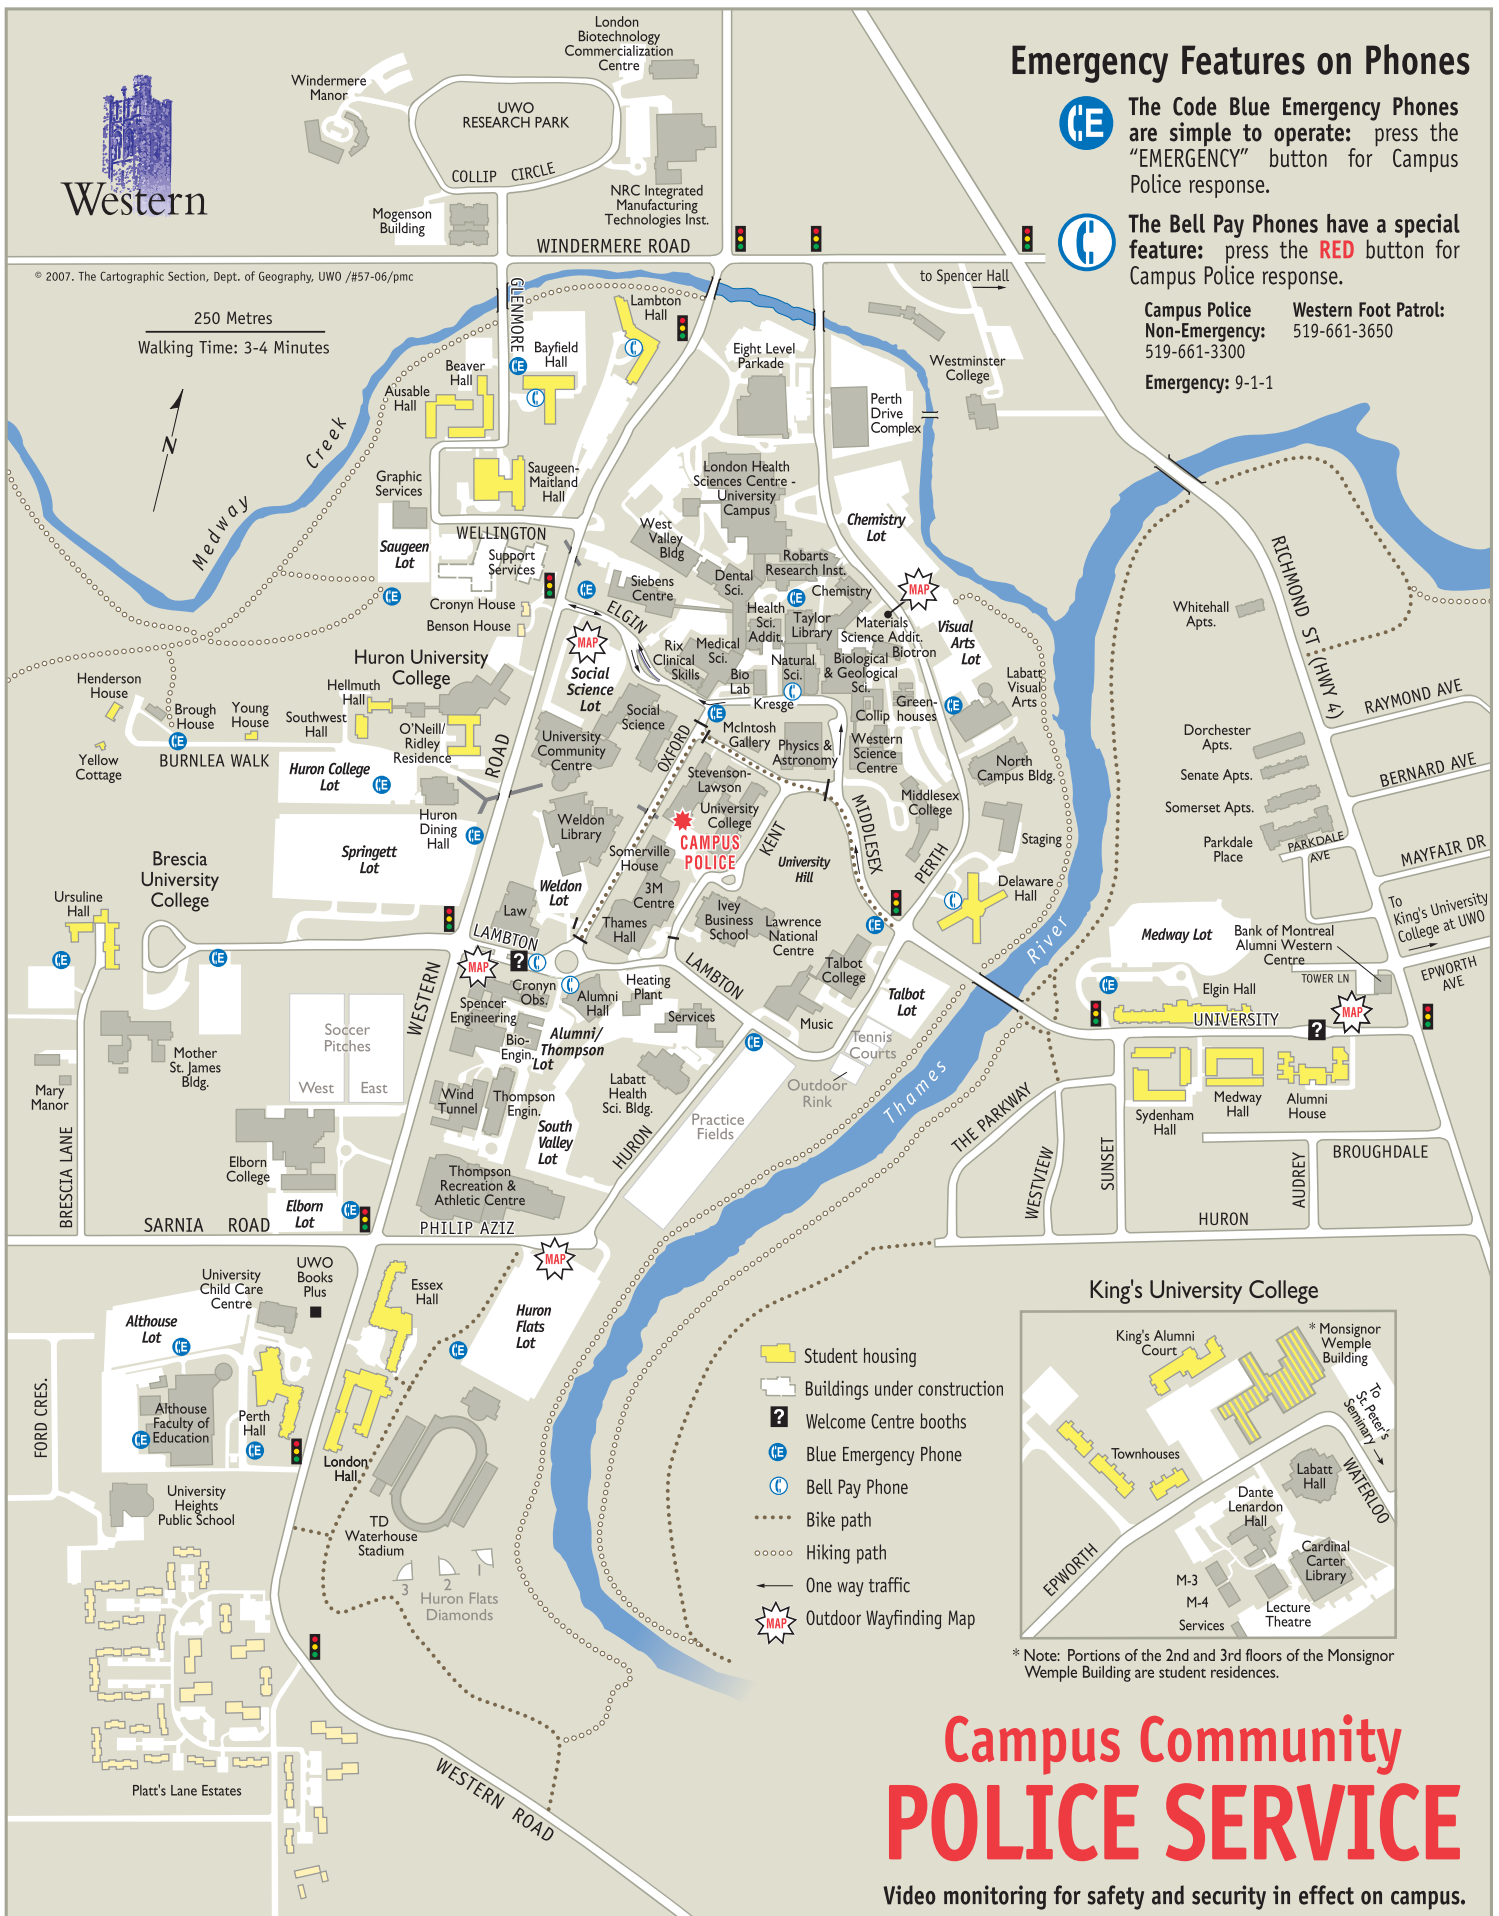 Western
© 2007. The Cartographic Section, Dept. of Geography, UWO /#57-06/pmc
250 Metres
Walking Time: 3-4 Minutes
N
Emergency Features on Phones
The Code Blue Emergency Phones
are simple to operate: press the
“EMERGENCY” button for Campus
Police response.
The Bell Pay Phones have a special
feature: press the RED button for
Campus Police response.
Campus Police
Non-Emergency:
519-661-3300
Western Foot Patrol:
519-661-3650
Emergency: 9-1-1
London
Biotechnology
Commercialization
Centre
Windermere
Manor
UWO
RESEARCH PARK
COLLIP CIRCLE
NRC Integrated
Manufacturing
Technologies Inst.
Mogenson
Building
WINDERMERE ROAD
to Spencer Hall
GLENMORE
Lambton
Hall
Bayfield
Hall
Beaver
Hall
Ausable
Hall
Eight Level
Parkade
Westminster
College
Perth
Drive
Complex
Medway Creek
Saugeen-
Maitland
Hall
Graphic
Services
London Health
Sciences Centre -
University
Campus
WELLINGTON
Saugeen
Lot
Support
Services
West
Valley
Bldg
Chemistry
Lot
Robarts
Research Inst.
Siebens
Centre
Dental
Sci.
Chemistry
MAP
Cronyn House
Benson House
ELGIN
Health
Sci.
Addit.
Taylor
Library
Materials
Science Addit.
Biotron
Visual
Arts
Lot
MAP
Rix
Clinical
Skills
Medical
Sci.
Natural
Sci.
Biological
& Geological
Sci.
Bio
Lab
Kresge
Social
Science
Lot
Huron University
College
Hellmuth
Hall
Henderson
House
Brough
House
Young
House
Southwest
Hall
O'Neill/
Ridley
Residence
Yellow
Cottage
BURNLEA WALK
Huron College
Lot
Huron
Dining
Hall
ROAD
Social
Science
University
Community
Centre
OXFORD
McIntosh
Gallery
Physics &
Astronomy
Collip
Green-
houses
Western
Science
Centre
Labatt
Visual
Arts
North
Campus Bldg.
Stevenson-
Lawson
University
College
CAMPUS
POLICE
Weldon
Library
Somerville
House
KENT
University
Hill
MIDDLESEX
Middlesex
College
PERTH
Staging
Delaware
Hall
Springett
Lot
Brescia
University
College
Ursuline
Hall
Weldon
Lot
Law
3M
Centre
Thames
Hall
Ivey
Business
School
Lawrence
National
Centre
LAMBTON
MAP
?
Cronyn
Obs.
LAMBTON
Talbot
College
Talbot
Lot
Spencer
Engineering
Alumni
Hall
Heating
Plant
Services
Music
Bio-
Engin.
Alumni/
Thompson
Lot
Tennis
Courts
Outdoor
Rink
WESTERN
Soccer
Pitches
West
East
Mother
St. James
Bldg.
Mary
Manor
BRESCIA LANE
Wind
Tunnel
Thompson
Engin.
Labatt
Health
Sci. Bldg.
South
Valley
Lot
HURON
Practice
Fields
Thames River
Elborn
College
Elborn
Lot
Thompson
Recreation &
Athletic Centre
SARNIA ROAD
PHILIP AZIZ
MAP
RICHMOND ST (HWY 4)
Whitehall
Apts.
RAYMOND AVE
Dorchester
Apts.
Senate Apts.
BERNARD AVE
Somerset Apts.
Parkdale
Place
PARKDALE
AVE
MAYFAIR DR
To
King's University
College at UWO
EPWORTH
AVE
Medway Lot
Bank of Montreal
Alumni Western
Centre
TOWER LN
Elgin Hall
UNIVERSITY
?
MAP
Sydenham
Hall
Medway
Hall
Alumni
House
THE PARKWAY
WESTVIEW
SUNSET
AUDREY
BROUGHDALE
HURON
UWO
Books
Plus
University
Child Care
Centre
Essex
Hall
Althouse
Lot
Huron
Flats
Lot
FORD CRES.
Althouse
Faculty of
Education
Perth
Hall
London
Hall
University
Heights
Public School
TD
Waterhouse
Stadium
3
2
1
Huron Flats
Diamonds
Platt's Lane Estates
WESTERN ROAD
Student housing
Buildings under construction
? Welcome Centre booths
Blue Emergency Phone
Bell Pay Phone
Bike path
Hiking path
One way traffic
MAP Outdoor Wayfinding Map
King's University College
King's Alumni
Court
* Monsignor
Wemple
Building
To
St. Peter's
Seminary
Townhouses
Labatt
Hall
WATERLOO
Dante
Lenardon
Hall
Cardinal
Carter
Library
EPWORTH
M-3
M-4
Services
Lecture
Theatre
* Note: Portions of the 2nd and 3rd floors of the Monsignor
Wemple Building are student residences.
Campus Community
POLICE SERVICE
Video monitoring for safety and security in effect on campus.